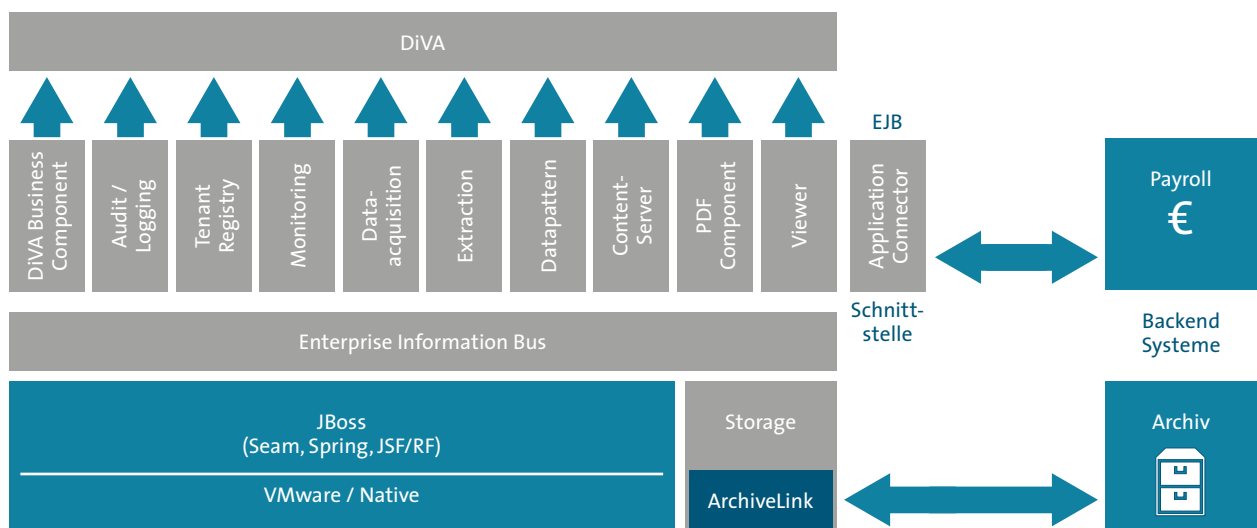 DiVA
EJB
DiVA Business
Component
Audit /
Logging
Tenant
Registry
Monitoring
Data-
acquisition
Extraction
Datapattern
Content-
Server
PDF
Component
Viewer
Application
Connector
Payroll
€
Schnitt-
stelle
Backend
Systeme
Enterprise Information Bus
JBoss
(Seam, Spring, JSF/RF)
VMware / Native
Storage
ArchiveLink
Archiv